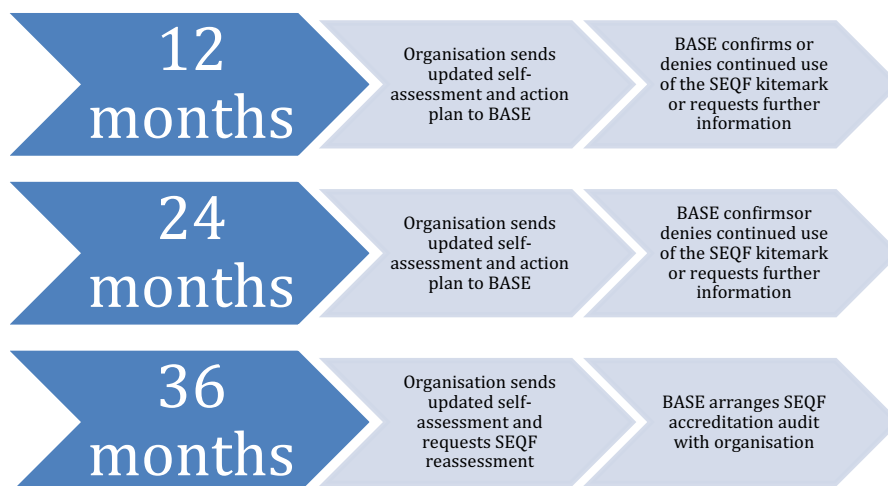 12
months
Organisation sends
updated self-
assessment and action
plan to BASE
BASE confirms or
denies continued use
of the SEQF kitemark
or requests further
information
24
months
Organisation sends
updated self-
assessment and action
plan to BASE
BASE confirmsor
denies continued use
of the SEQF kitemark
or requests further
information
36
months
Organisation sends
updated self-
assessment and
requests SEQF
reassessment
BASE arranges SEQF
accreditation audit
with organisation